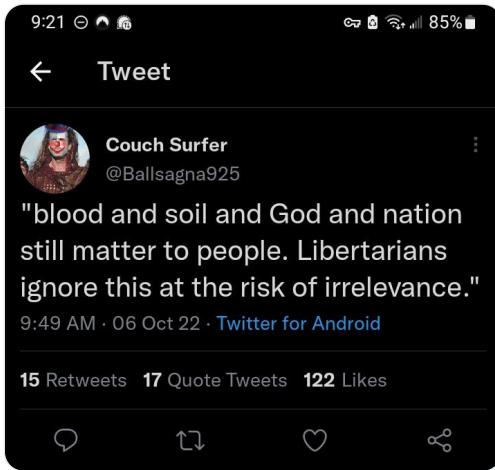 9:21 85%
Tweet
Couch Surfer
@Ballsagna925
"blood and soil and God and nation
still matter to people. Libertarians
ignore this at the risk of irrelevance."
9:49 AM · 06 Oct 22 · Twitter for Android
15 Retweets 17 Quote Tweets 122 Likes